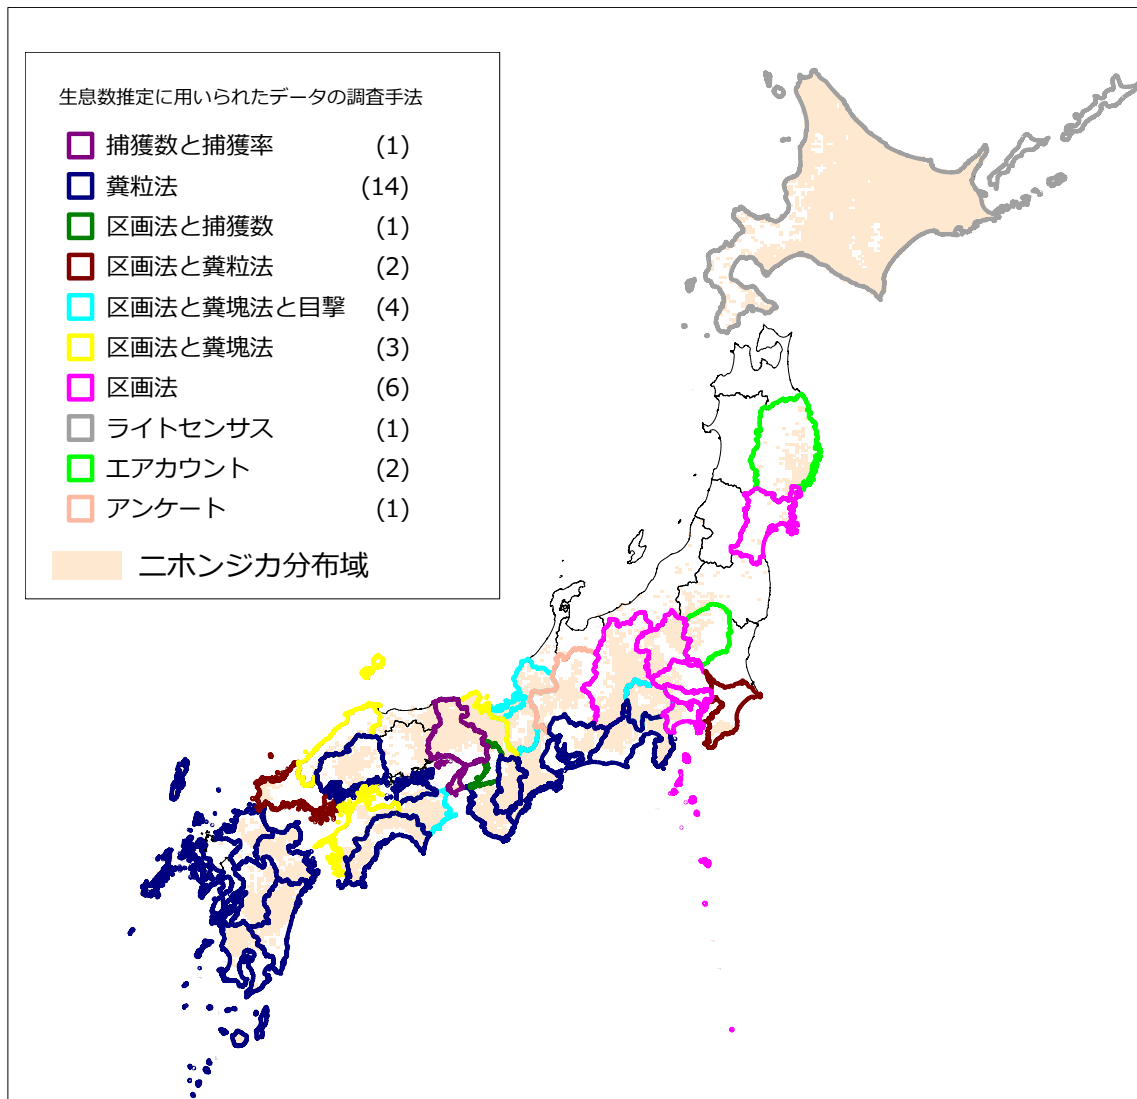 生息数推定に用いられたデータの調査手法
捕獲数と捕獲率 (1)
糞粒法 (14)
区画法と捕獲数 (1)
区画法と糞粒法 (2)
区画法と糞塊法と目撃 (4)
区画法と糞塊法 (3)
区画法 (6)
ライトセンサス (1)
エアカウント (2)
アンケート (1)
ニホンジカ分布域